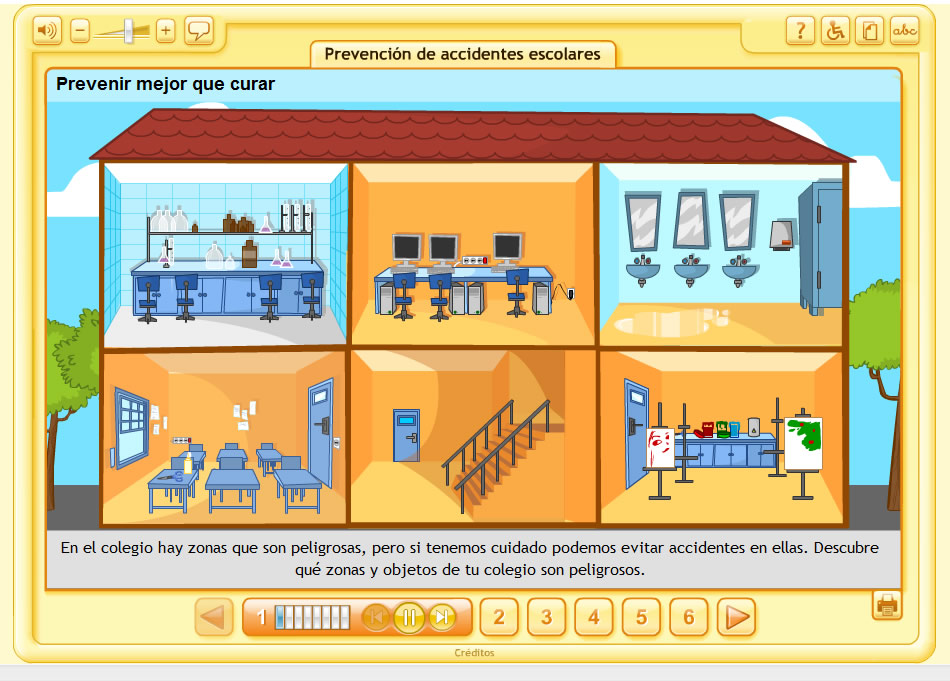 ? abc
Prevención de accidentes escolares
Prevenir mejor que curar
En el colegio hay zonas que son peligrosas, pero si tenemos cuidado podemos evitar accidentes en ellas. Descubre
qué zonas y objetos de tu colegio son peligrosos.
1 2 3 4 5 6
Créditos